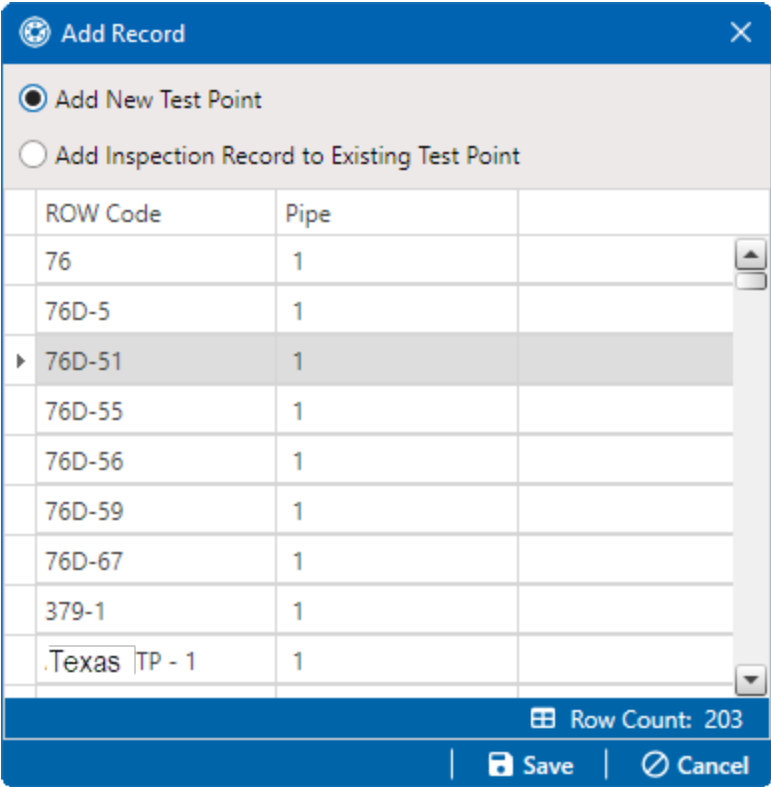 Add Record
Add New Test Point
Add Inspection Record to Existing Test Point
ROW Code Pipe
76 1
76D-5 1
76D-51 1
76D-55 1
76D-56 1
76D-59 1
76D-67 1
379-1 1
Texas TP - 1 1
Row Count: 203
Save Cancel